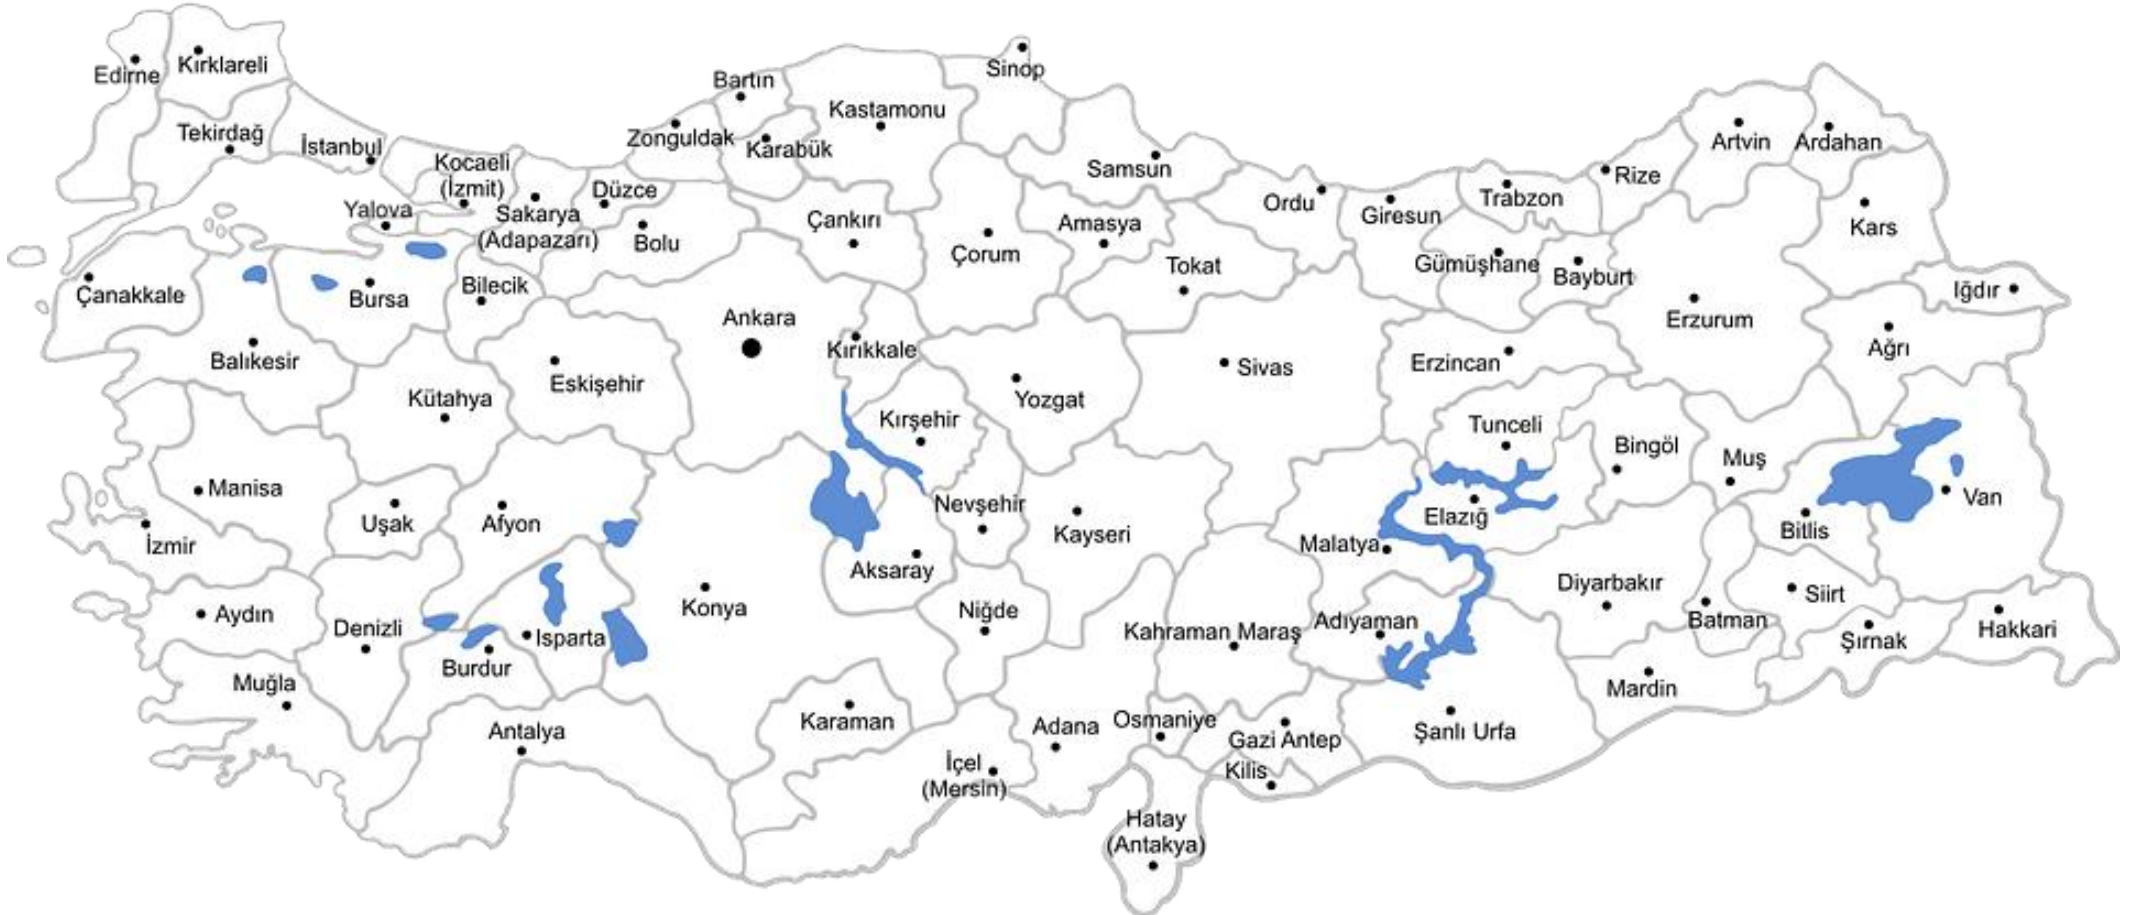 Edirne
Kırklareli
Tekirdağ
İstanbul
Kocaeli
(İzmit)
Yalova
Sakarya
(Adapazarı)
Düzce
Bolu
Zonguldak
Bartın
Karabük
Kastamonu
Sinop
Çankırı
Çorum
Samsun
Amasya
Tokat
Ordu
Giresun
Trabzon
Gümüşhane
Bayburt
Rize
Artvin
Ardahan
Kars
Iğdır
Çanakkale
Balıkesir
Bursa
Bilecik
Kütahya
Eskişehir
Ankara
Kırıkkale
Kırşehir
Yozgat
Sivas
Erzincan
Erzurum
Ağrı
Tunceli
Bingöl
Muş
Manisa
İzmir
Uşak
Afyon
Nevşehir
Kayseri
Aksaray
Malatya
Elazığ
Bitlis
Van
Aydın
Denizli
Isparta
Burdur
Konya
Niğde
Kahraman Maraş
Adıyaman
Diyarbakır
Batman
Siirt
Şırnak
Hakkari
Muğla
Antalya
Karaman
İçel
(Mersin)
Adana
Osmaniye
Gazi Antep
Kilis
Şanlı Urfa
Mardin
Hatay
(Antakya)